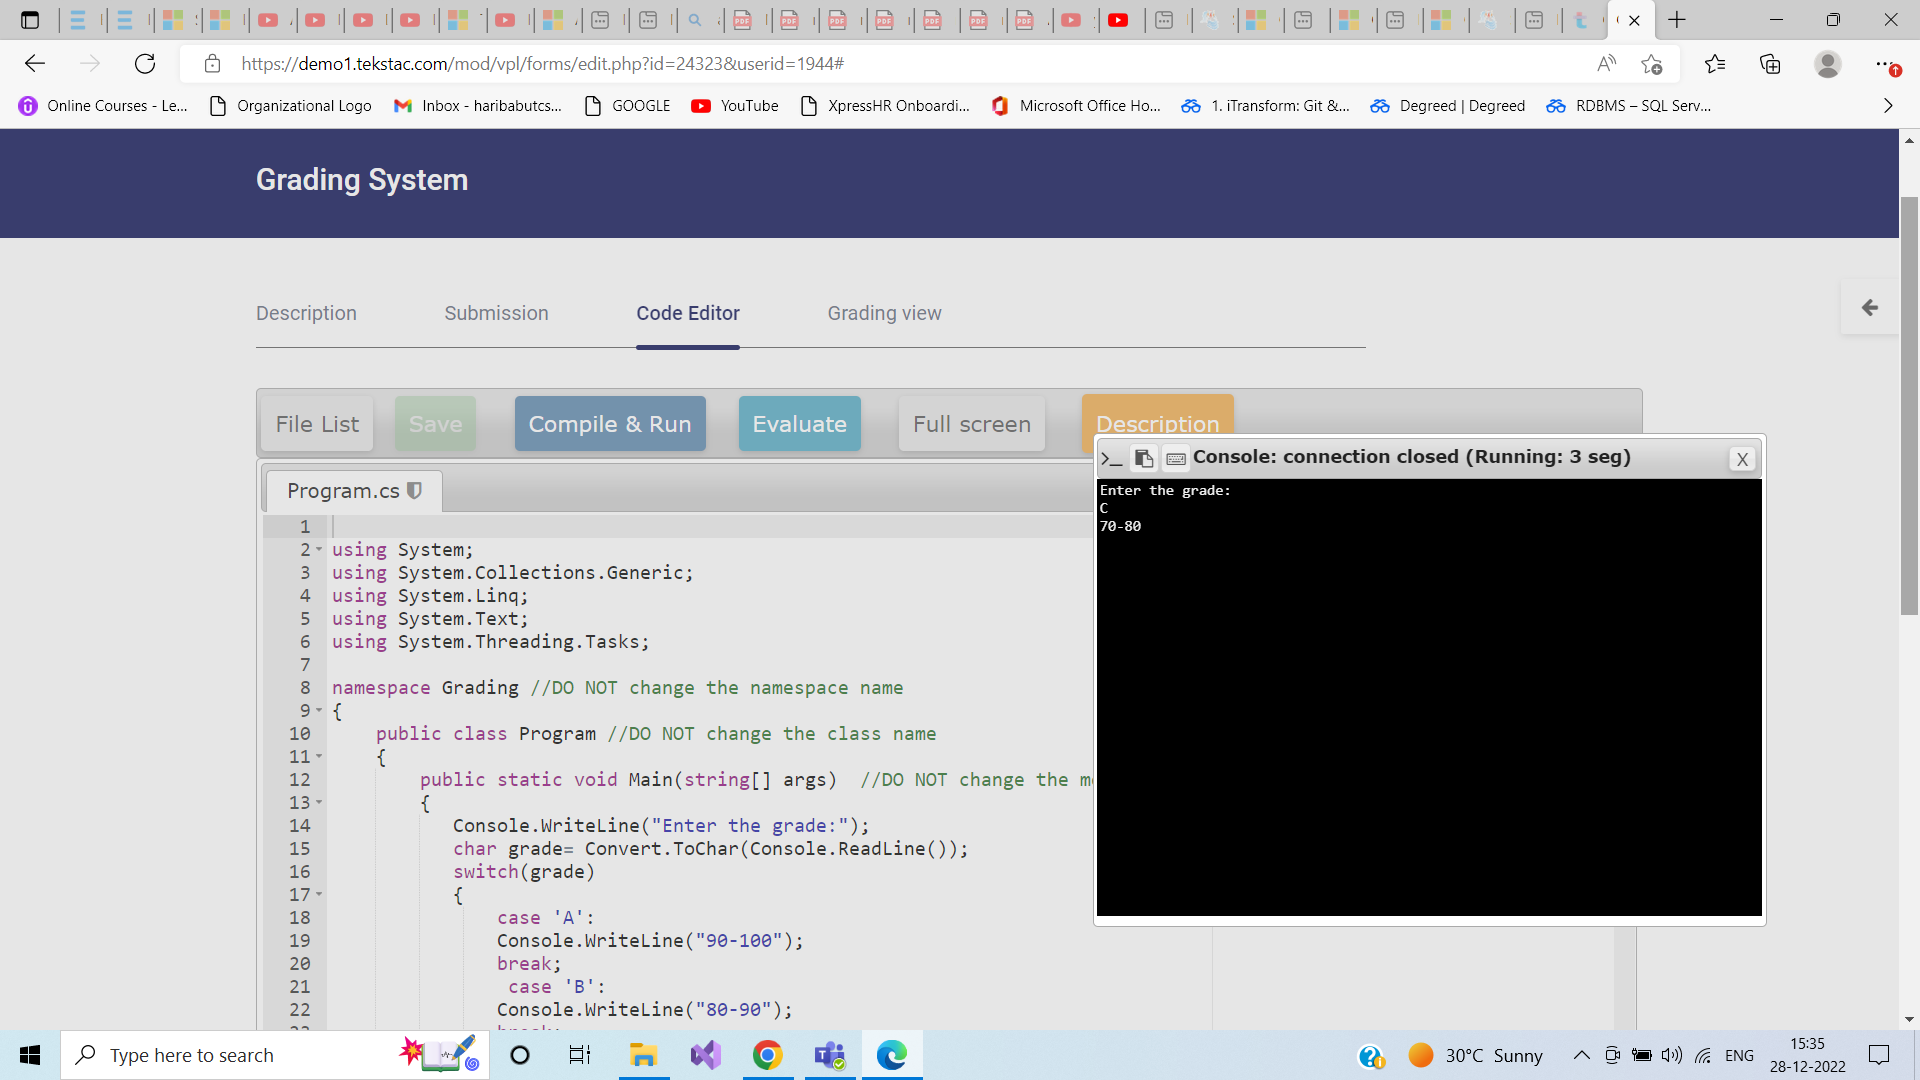 https://demo1.tekstac.com/mod/vpl/forms/edit.php?id=24323&userid=1944#
Online Courses - Le...
Organizational Logo
Inbox - haribabutcs...
GOOGLE
YouTube
XpressHR Onboardi...
Microsoft Office Ho...
1. iTransform: Git &...
Degreed | Degreed
RDBMS – SQL Serv...
Grading System
Description
Submission
Code Editor
Grading view
File List
Save
Compile & Run
Evaluate
Full screen
Description
Console: connection closed (Running: 3 seg)
X
Enter the grade:
C
70-80
Program.cs
1
2 using System;
3 using System.Collections.Generic;
4 using System.Linq;
5 using System.Text;
6 using System.Threading.Tasks;
7
8 namespace Grading //DO NOT change the namespace name
9 {
10 public class Program //DO NOT change the class name
11 {
12 public static void Main(string[] args) //DO NOT change the
13 {
14 Console.WriteLine("Enter the grade:");
15 char grade= Convert.ToChar(Console.ReadLine());
16 switch(grade)
17 {
18 case 'A':
19 Console.WriteLine("90-100");
20 break;
21 case 'B':
22 Console.WriteLine("80-90");
Type here to search
30°C Sunny
ENG
15:35
28-12-2022